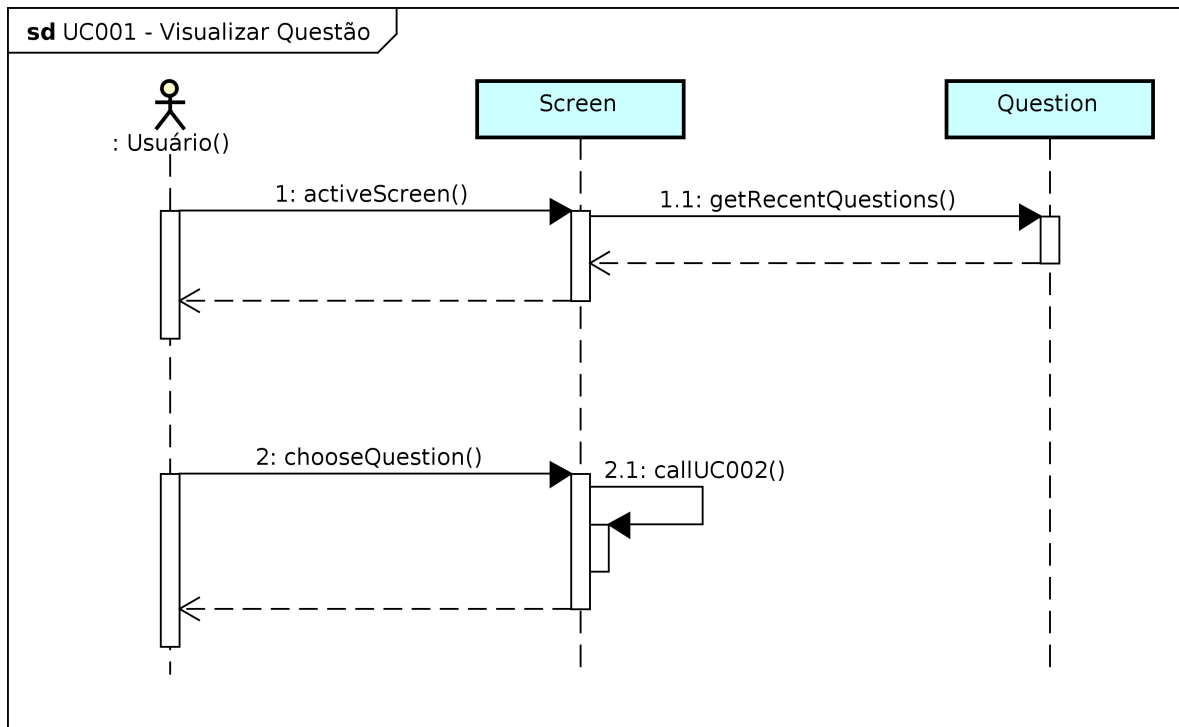 sd UC001 - Visualizar Questão
Screen
Question
: Usuário()
1: activeScreen()
1.1: getRecentQuestions()
2: chooseQuestion()
2.1: callUC002()